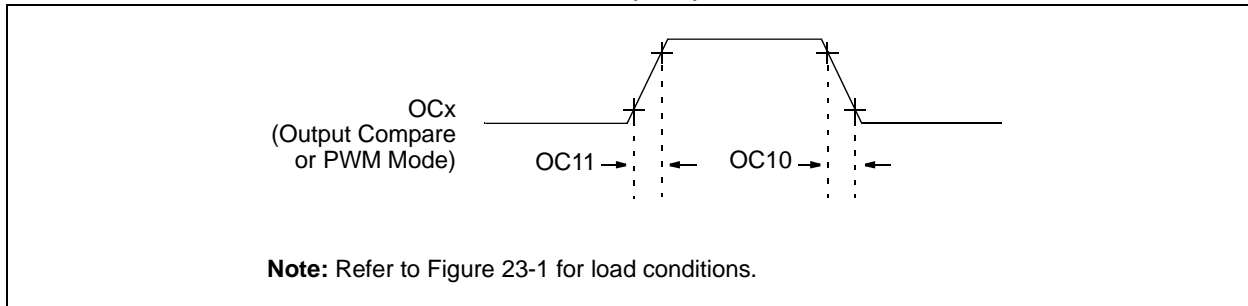 OCx
(Output Compare
or PWM Mode)
OC11
OC10
Note: Refer to Figure 23-1 for load conditions.